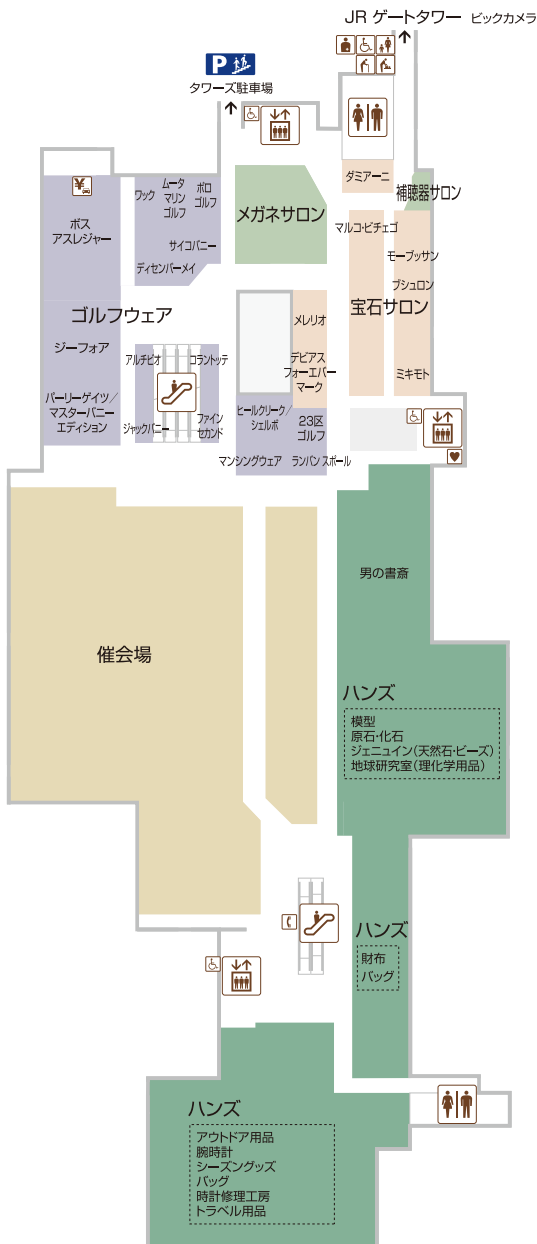 JR ゲートタワー ビックカメラ
P
タワーズ駐車場
ダミアーニ
補聴器サロン
¥
ボス
アスレジャー
ワック
ムータ
マリン
ゴルフ
ポロ
ゴルフ
サイコバニー
ディセンバーメイ
メガネサロン
マルコ・ビチェゴ
モーブッサン
ブシュロン
宝石サロン
ミキモト
ゴルフウェア
メレリオ
デビアス
フォーエバー
マーク
ジーフォア
アルチビオ
コラントッテ
パーリーゲイツ/
マスターバニー
エディション
ジャックバニー
ファイン
セカンド
ヒールクリーク/
シェルボ
23区
ゴルフ
マンシングウェア
ランバン スポール
男の書斎
催会場
ハンズ
模型
原石・化石
ジェニュイン(天然石・ビーズ)
地球研究室(理化学用品)
ハンズ
財布
バッグ
ハンズ
アウトドア用品
腕時計
シーズングッズ
バッグ
時計修理工房
トラベル用品